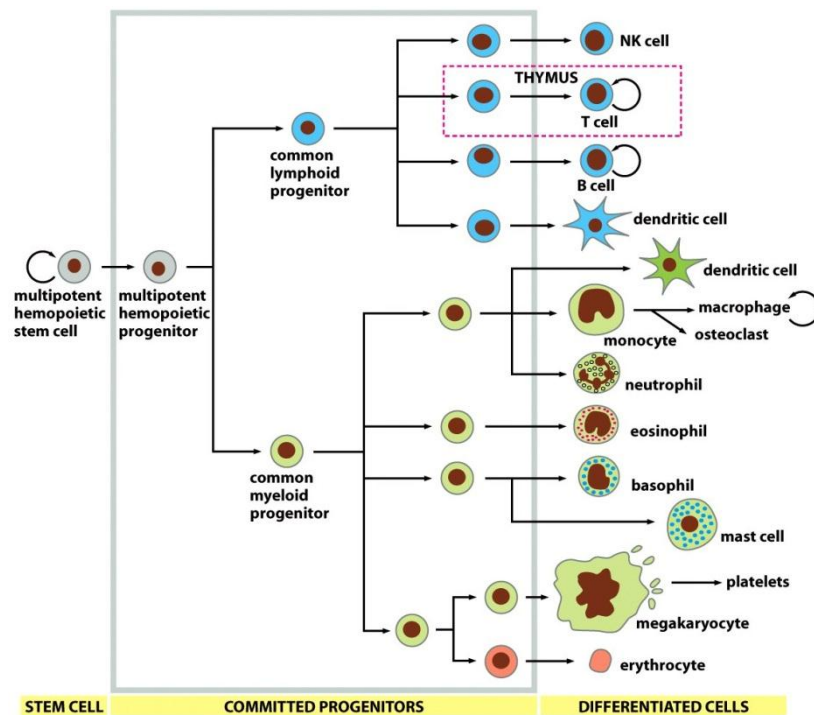 NK cell
THYMUS
T cell
common
lymphoid
progenitor
B cell
dendritic cell
multipotent
hemopoietic
stem cell
multipotent
hemopoietic
progenitor
dendritic cell
macrophage
osteoclast
monocyte
neutrophil
eosinophil
common
myeloid
progenitor
basophil
mast cell
platelets
megakaryocyte
erythrocyte
STEM CELL
COMMITTED PROGENITORS
DIFFERENTIATED CELLS